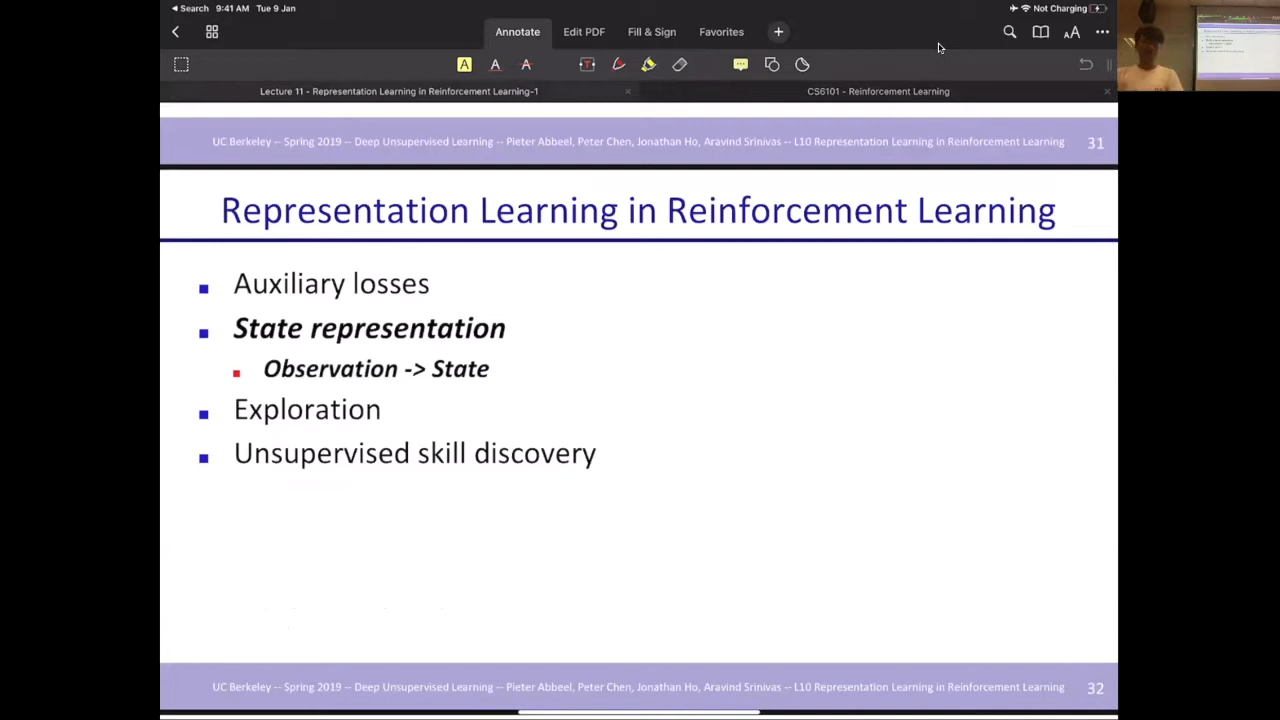 Search 9:41 AM Tue 9 Jan Not Charging
Annotate Edit PDF Fill & Sign Favorites
Lecture 11 - Representation Learning in Reinforcement Learning-1 CS6101 - Reinforcement Learning
UC Berkeley -- Spring 2019 -- Deep Unsupervised Learning -- Pieter Abbeel, Peter Chen, Jonathan Ho, Aravind Srinivas -- L10 Representation Learning in Reinforcement Learning 31
Representation Learning in Reinforcement Learning
Auxiliary losses
State representation
Observation -> State
Exploration
Unsupervised skill discovery
UC Berkeley -- Spring 2019 -- Deep Unsupervised Learning -- Pieter Abbeel, Peter Chen, Jonathan Ho, Aravind Srinivas -- L10 Representation Learning in Reinforcement Learning 32